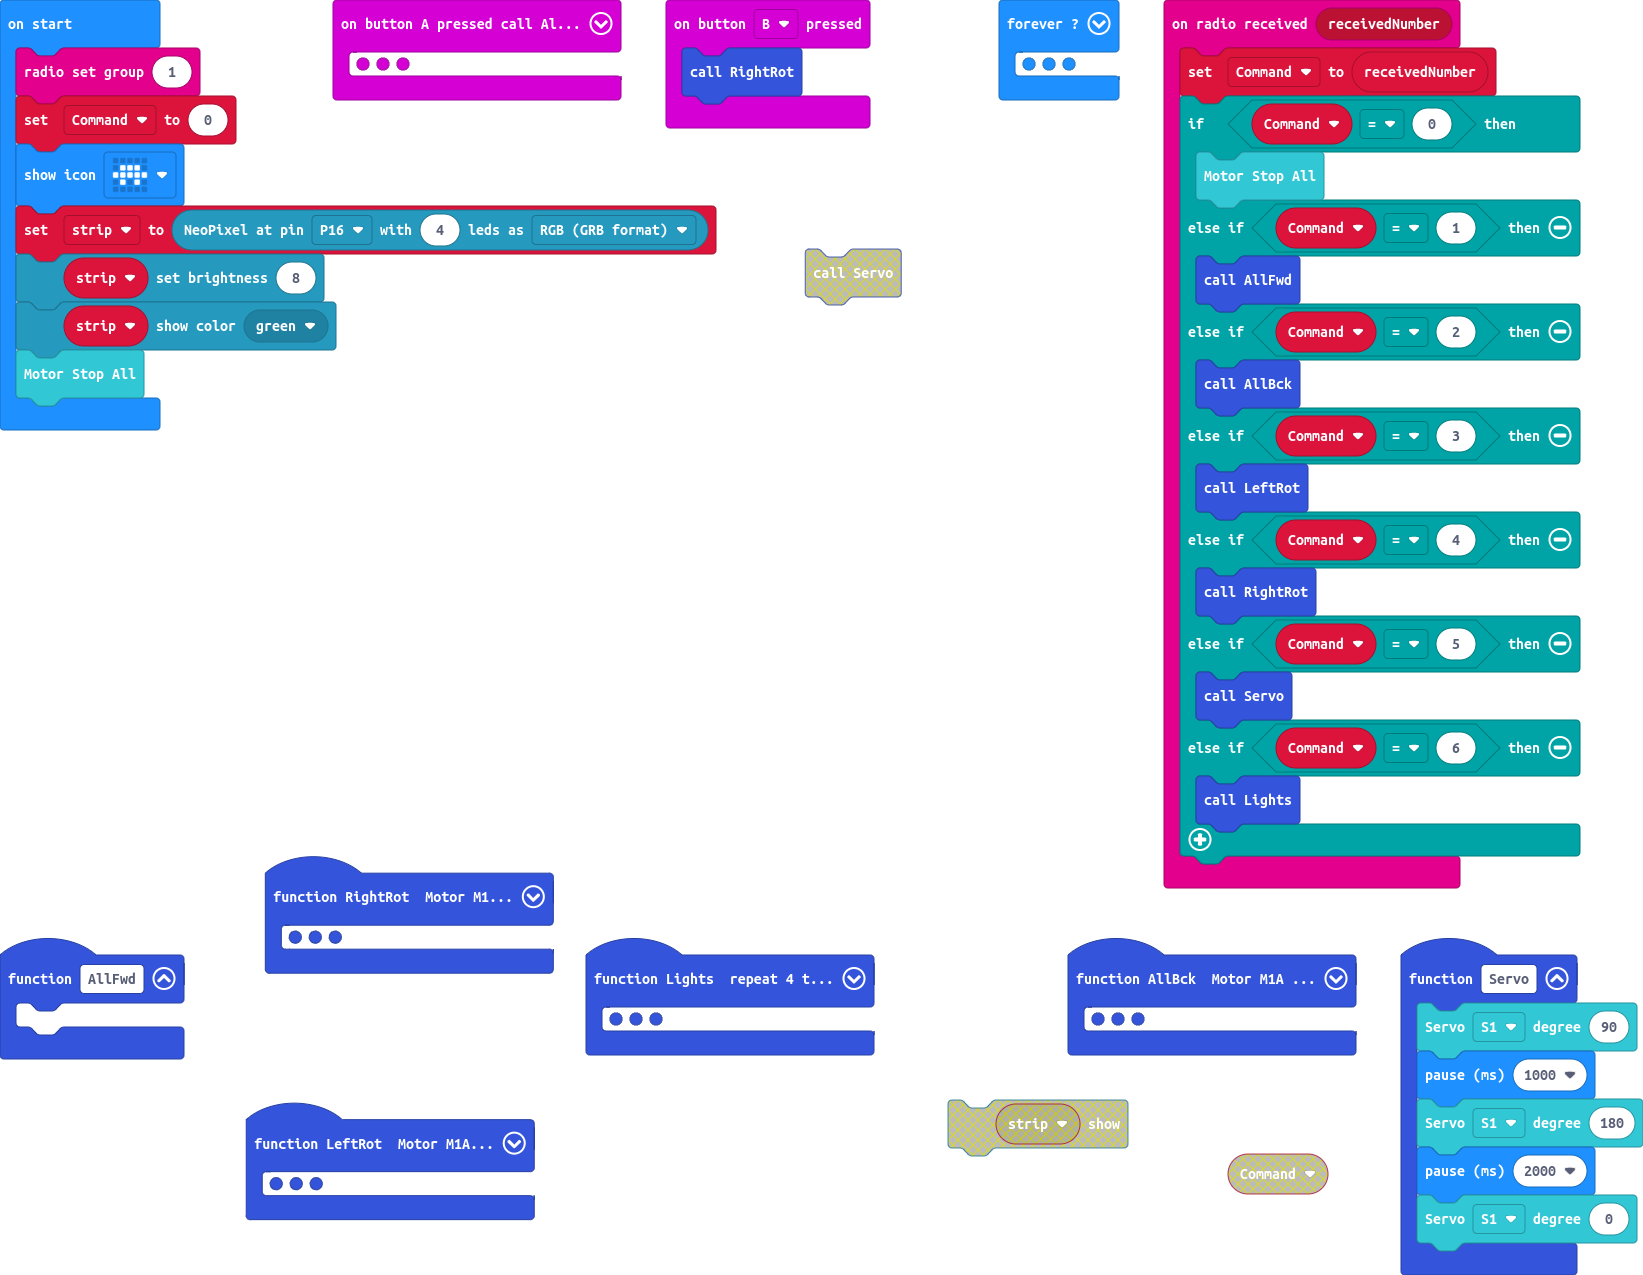 on start
radio set group 1
set Command to 0
show icon
set strip to NeoPixel at pin P16 with 4 leds as RGB (GRB format)
strip set brightness 8
strip show color green
Motor Stop All
on button A pressed call Al...
on button B pressed
call RightRot
forever ?
call Servo
on radio received receivedNumber
set Command to receivedNumber
if Command = 0 then
Motor Stop All
else if Command = 1 then
call AllFwd
else if Command = 2 then
call AllBck
else if Command = 3 then
call LeftRot
else if Command = 4 then
call RightRot
else if Command = 5 then
call Servo
else if Command = 6 then
call Lights
function RightRot Motor M1...
function AllFwd
function Lights repeat 4 t...
function AllBck Motor M1A ...
function LeftRot Motor M1A...
strip show
Command
function Servo
Servo S1 degree 90
pause (ms) 1000
Servo S1 degree 180
pause (ms) 2000
Servo S1 degree 0